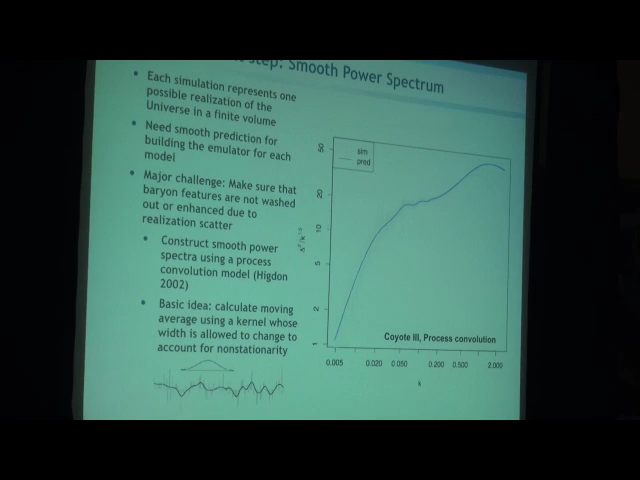 step: Smooth Power Spectrum
• Each simulation represents one
possible realization of the
Universe in a finite volume
• Need smooth prediction for
building the emulator for each
model
• Major challenge: Make sure that
baryon features are not washed
out or enhanced due to
realization scatter
• Construct smooth power
spectra using a process
convolution model (Higdon
2002)
• Basic idea: calculate moving
average using a kernel whose
width is allowed to change to
account for nonstationarity
sim
pred
50
20
10
5
2
1
Coyote III, Process convolution
0.005 0.020 0.050 0.200 0.500 2.000
k